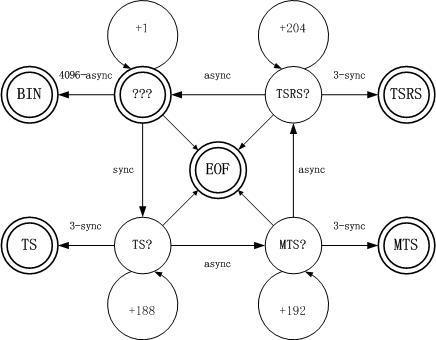 +1
+204
4096-async
async
3-sync
BIN
???
TSRS?
TSRS
sync
EOF
async
3-sync
3-sync
TS
TS?
MTS?
MTS
async
+188
+192